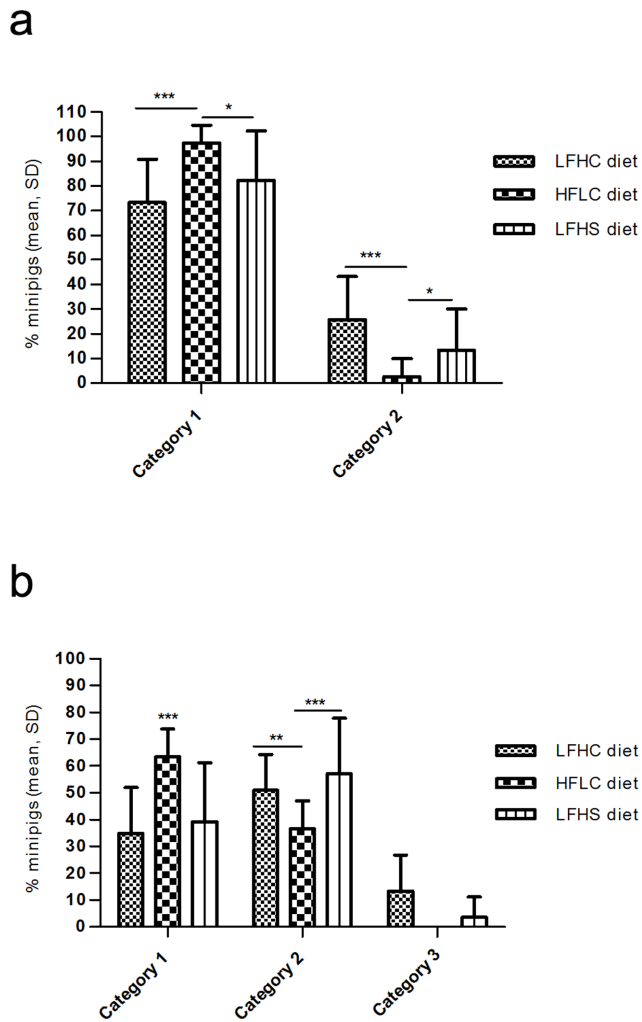 a
% minipigs (mean, SD)
110
100
90
80
70
60
50
40
30
20
10
0
***
*
***
*
Category 1
Category 2
LFHC diet
HFLC diet
LFHS diet
b
% minipigs (mean, SD)
100
90
80
70
60
50
40
30
20
10
0
***
**
***
Category 1
Category 2
Category 3
LFHC diet
HFLC diet
LFHS diet